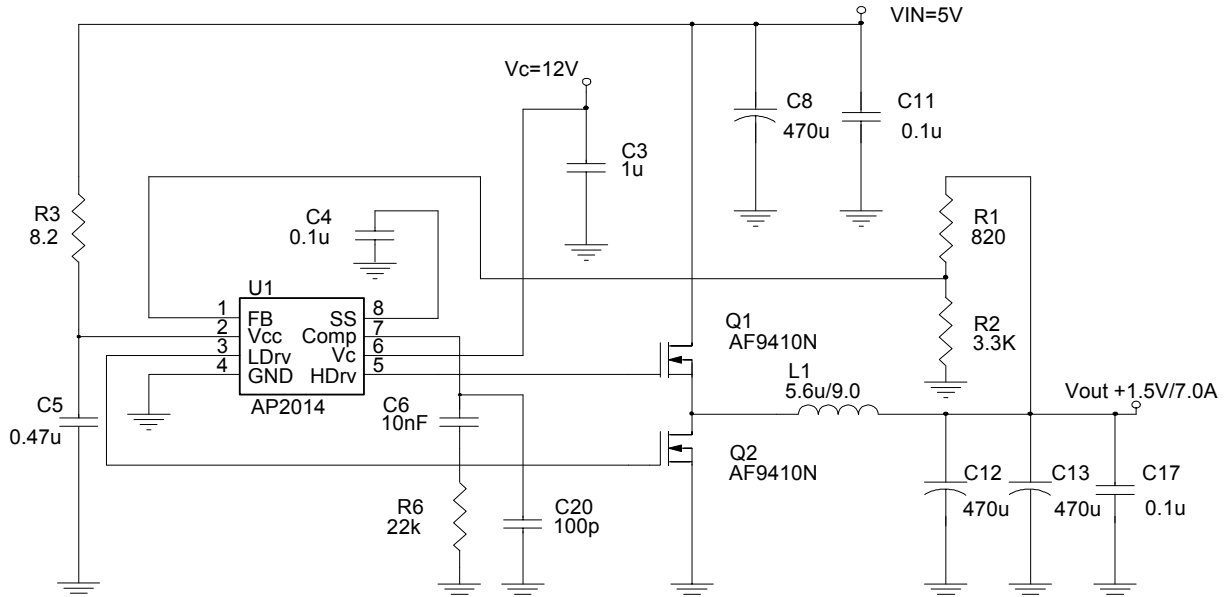 VIN=5V
Vc=12V
C8
470u
C11
0.1u
C3
1u
R3
8.2
C4
0.1u
R1
820
U1
1
2
3
4
FB
Vcc
LDrv
GND
SS
Comp
Vc
HDrv
8
7
6
5
AP2014
Q1
AF9410N
R2
3.3K
L1
5.6u/9.0
Vout +1.5V/7.0A
C5
0.47u
C6
10nF
Q2
AF9410N
C12
470u
C13
470u
C17
0.1u
R6
22k
C20
100p